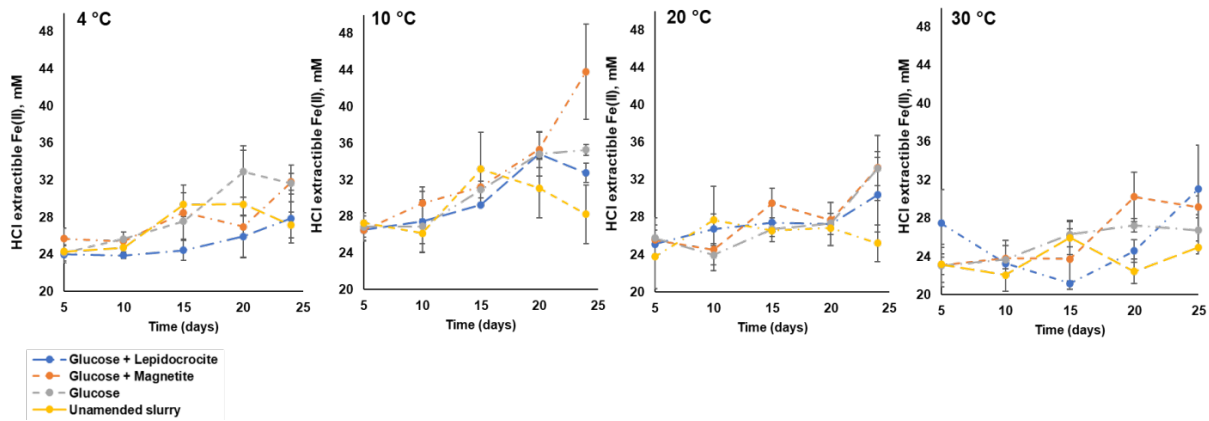 4 °C
HCl extractible Fe(II), mM
48
44
40
36
32
28
24
20
5 10 15 20 25
Time (days)
10 °C
HCl extractible Fe(II), mM
48
44
40
36
32
28
24
20
5 10 15 20 25
Time (days)
20 °C
HCl extractible Fe(II), mM
48
44
40
36
32
28
24
20
5 10 15 20 25
Time (days)
30 °C
HCl extractible Fe(II), mM
48
44
40
36
32
28
24
20
5 10 15 20 25
Time (days)
Glucose + Lepidocrocite
Glucose + Magnetite
Glucose
Unamended slurry